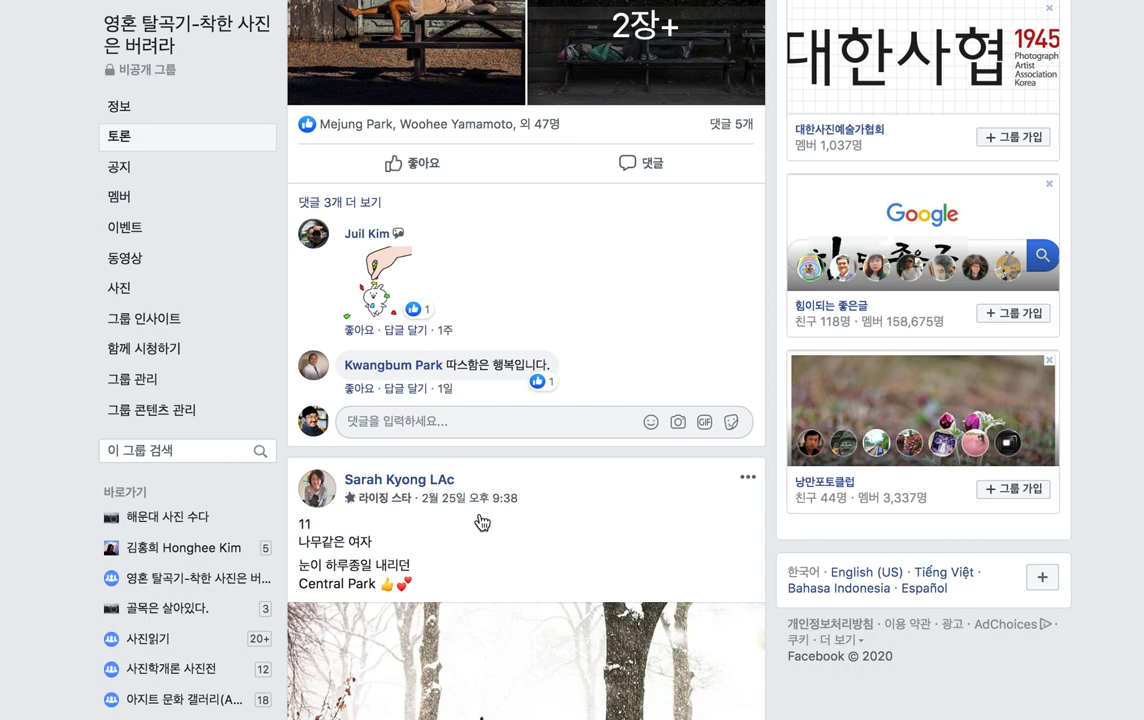 영혼 탈곡기-착한 사진
은 버려라
비공개 그룹
정보
토론
공지
멤버
이벤트
동영상
사진
그룹 인사이트
함께 시청하기
그룹 관리
그룹 콘텐츠 관리
이 그룹 검색
바로가기
해운대 사진 수다
김홍희 Honghee Kim 5
영혼 탈곡기-착한 사진은 버...
골목은 살아있다. 3
사진읽기 20+
사진학개론 사진전 12
아지트 문화 갤러리(A... 18
2장+
Mejung Park, Woohee Yamamoto, 외 47명 댓글 5개
좋아요 댓글
댓글 3개 더 보기
Juil Kim
1
좋아요 · 답글 달기 · 1주
Kwangbum Park 따스함은 행복입니다.
1
좋아요 · 답글 달기 · 1일
댓글을 입력하세요...
GIF
Sarah Kyong LAc
라이징 스타 · 2월 25일 오후 9:38
11
나무같은 여자
눈이 하루종일 내리던
Central Park 👍💕
대한사협 1945
Photograph
Artist
Association
Korea
대한사진예술가협회
멤버 1,037명
+ 그룹 가입
Google
힘이되는 좋은글
친구 118명 · 멤버 158,675명
+ 그룹 가입
낭만포토클럽
친구 44명 · 멤버 3,337명
+ 그룹 가입
한국어 · English (US) · Tiếng Việt ·
Bahasa Indonesia · Español
개인정보처리방침 · 이용 약관 · 광고 · AdChoices ·
쿠키 · 더 보기
Facebook © 2020